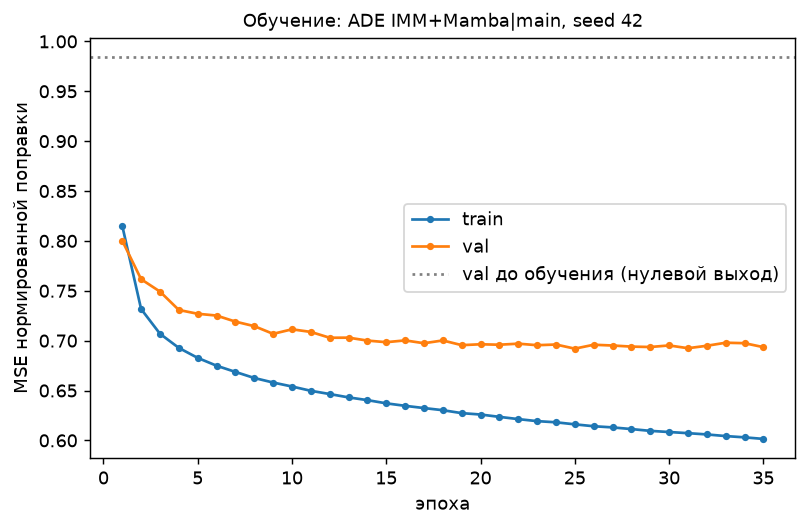 Обучение: ADE IMM+Mamba|main, seed 42
MSE нормированной поправки
1.00
0.95
0.90
0.85
0.80
0.75
0.70
0.65
0.60
train
val
val до обучения (нулевой выход)
0 5 10 15 20 25 30 35
эпоха